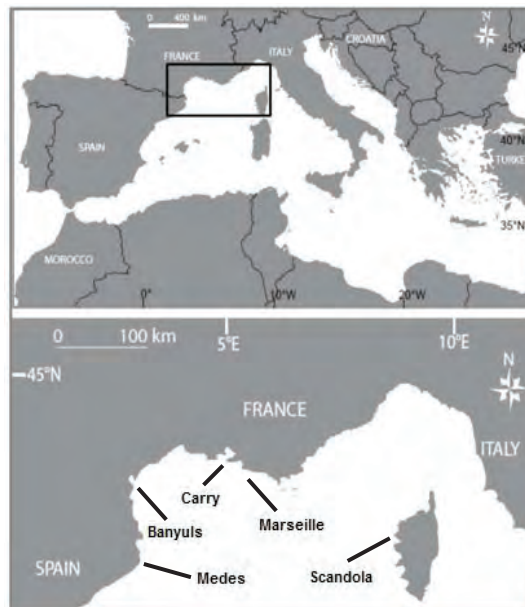 0 400 km
N
CROATIA
45°N
FRANCE
ITALY
40°N
SPAIN
TURKE
35°N
MOROCCO
0°
10°W
20°W
0 100 km
5°E
10°E
45°N
N
FRANCE
ITALY
Carry
Banyuls
Marseille
SPAIN
Medes
Scandola